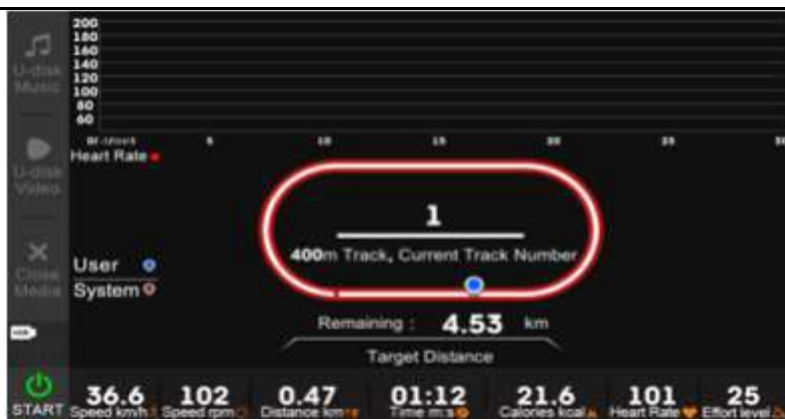 200
180
160
140
120
100
80
60
5 10 15 20 25 30
Heart Rate
U-disk
Music
U-disk
Video
Close
Media
1
400m Track, Current Track Number
User
System
Remaining : 4.53 km
Target Distance
START
36.6 102 0.47 01:12 21.6 101 25
Speed km/h Speed rpm Distance km Time m:s Calories kcal Heart Rate Effort level